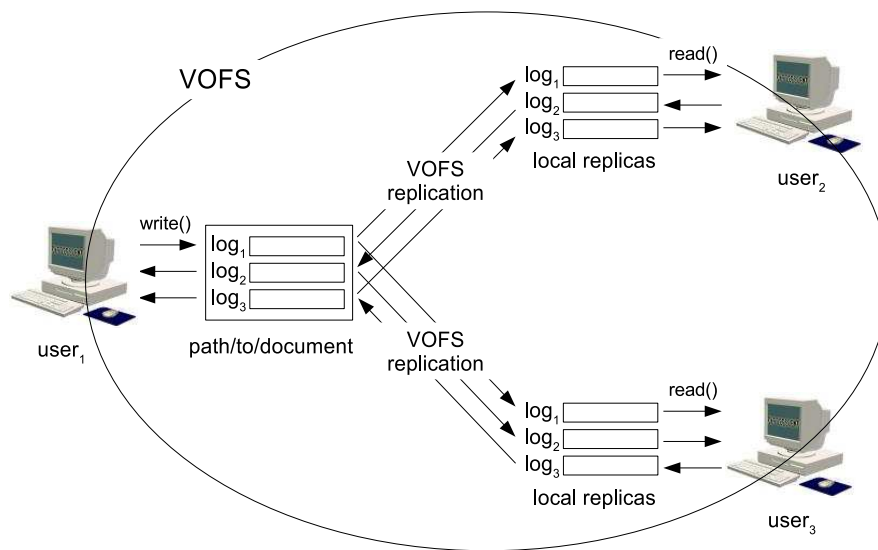 VOFS
read()
log1
log2
log3
local replicas
user2
VOFS
replication
write()
log1
log2
log3
path/to/document
user1
VOFS
replication
read()
log1
log2
log3
local replicas
user3